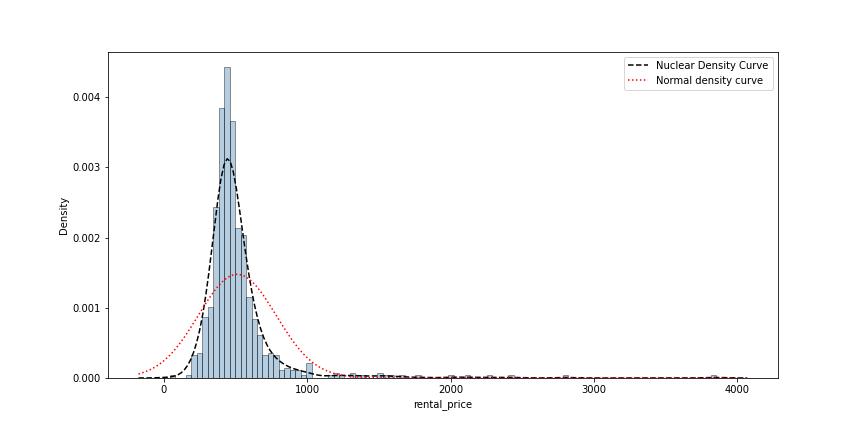 Nuclear Density Curve
Normal density curve
0.004
0.003
0.002
0.001
0.000
Density
0 1000 2000 3000 4000
rental_price